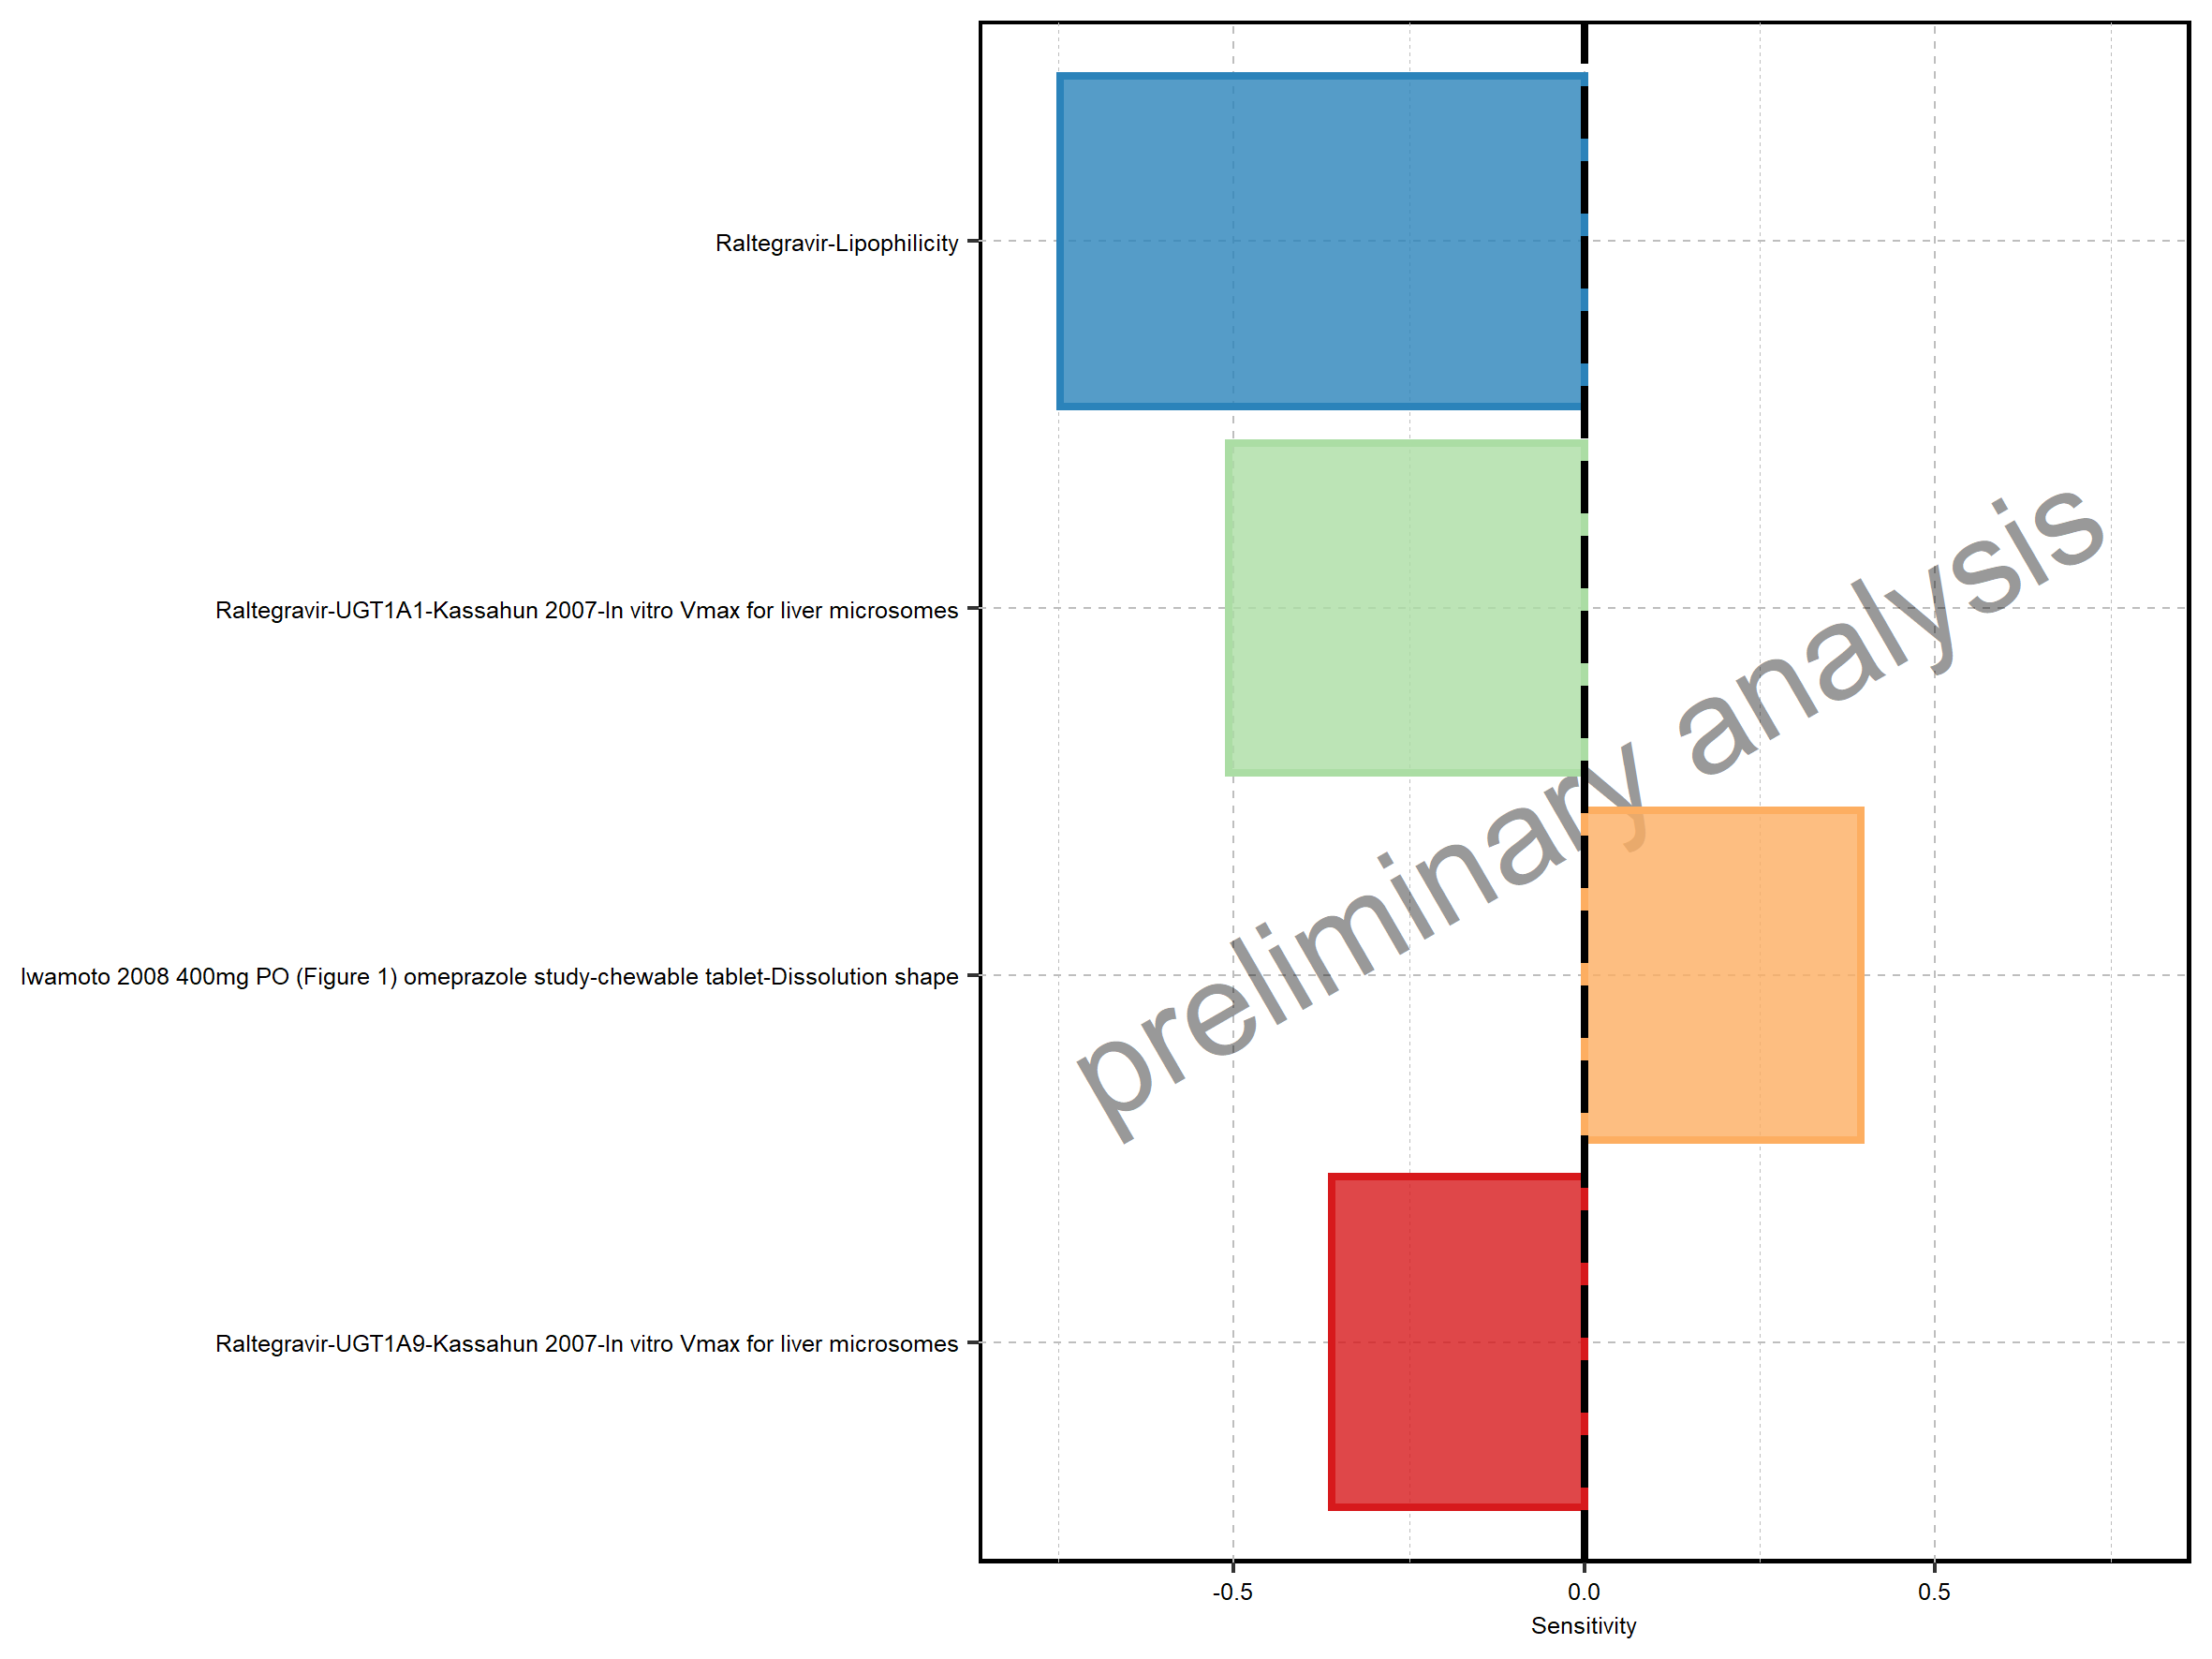 Raltegravir-Lipophilicity
Raltegravir-UGT1A1-Kassahun 2007-In vitro Vmax for liver microsomes
Iwamoto 2008 400mg PO (Figure 1) omeprazole study-chewable tablet-Dissolution shape
Raltegravir-UGT1A9-Kassahun 2007-In vitro Vmax for liver microsomes
preliminary analysis
-0.5 0.0 0.5
Sensitivity